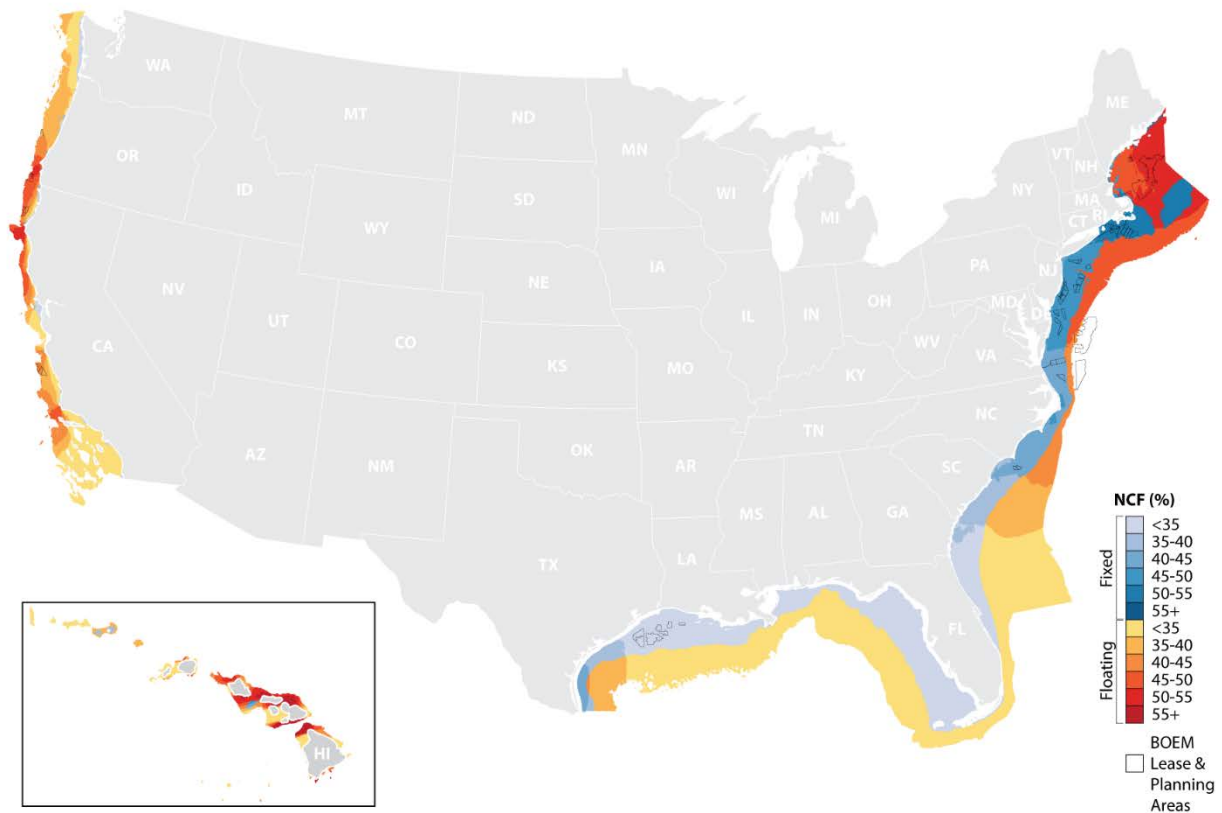 WA
MT
ND
MN
ME
OR
ID
SD
WI
MI
VT
NH
NY
MA
CT
RI
WY
NE
IA
PA
NJ
NV
UT
CO
IL
IN
OH
MD
DE
WV
CA
KS
MO
KY
VA
AZ
NM
OK
AR
TN
NC
SC
TX
LA
MS
AL
GA
FL
HI
NCF (%)
Fixed
<35
35-40
40-45
45-50
50-55
55+
Floating
<35
35-40
40-45
45-50
50-55
55+
BOEM
Lease &
Planning
Areas